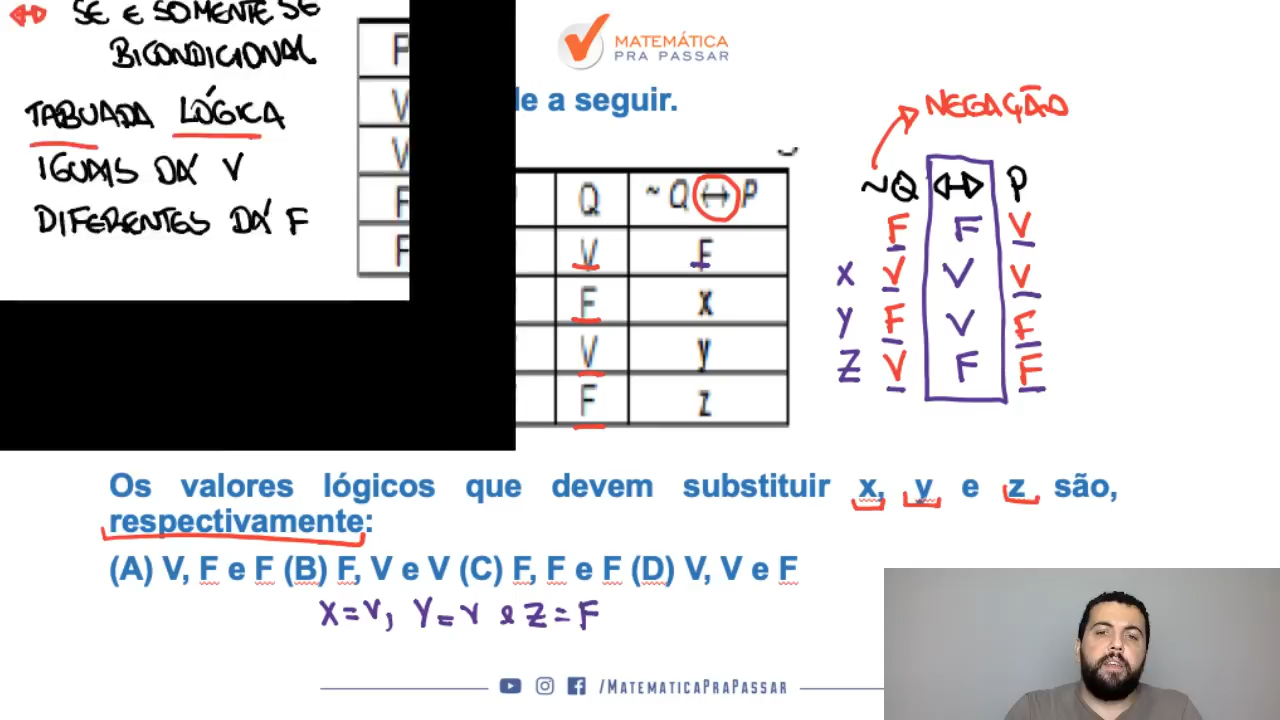 ↔ SE E SOMENTE SE
BICONDICIONAL
TABUADA LÓGICA
IGUAIS DÁ V
DIFERENTES DÁ F
F
V
V
F
F
MATEMÁTICA
PRA PASSAR
a seguir.
Q ~Q↔P
V F
F x
V y
F z
NEGAÇÃO
~Q ↔ P
F F V
X V V V
Y F V F
Z V F F
Os valores lógicos que devem substituir x, y e z são,
respectivamente:
(A) V, F e F (B) F, V e V (C) F, F e F (D) V, V e F
X=V, Y=V e Z=F
/MATEMATICAPRAPASSAR